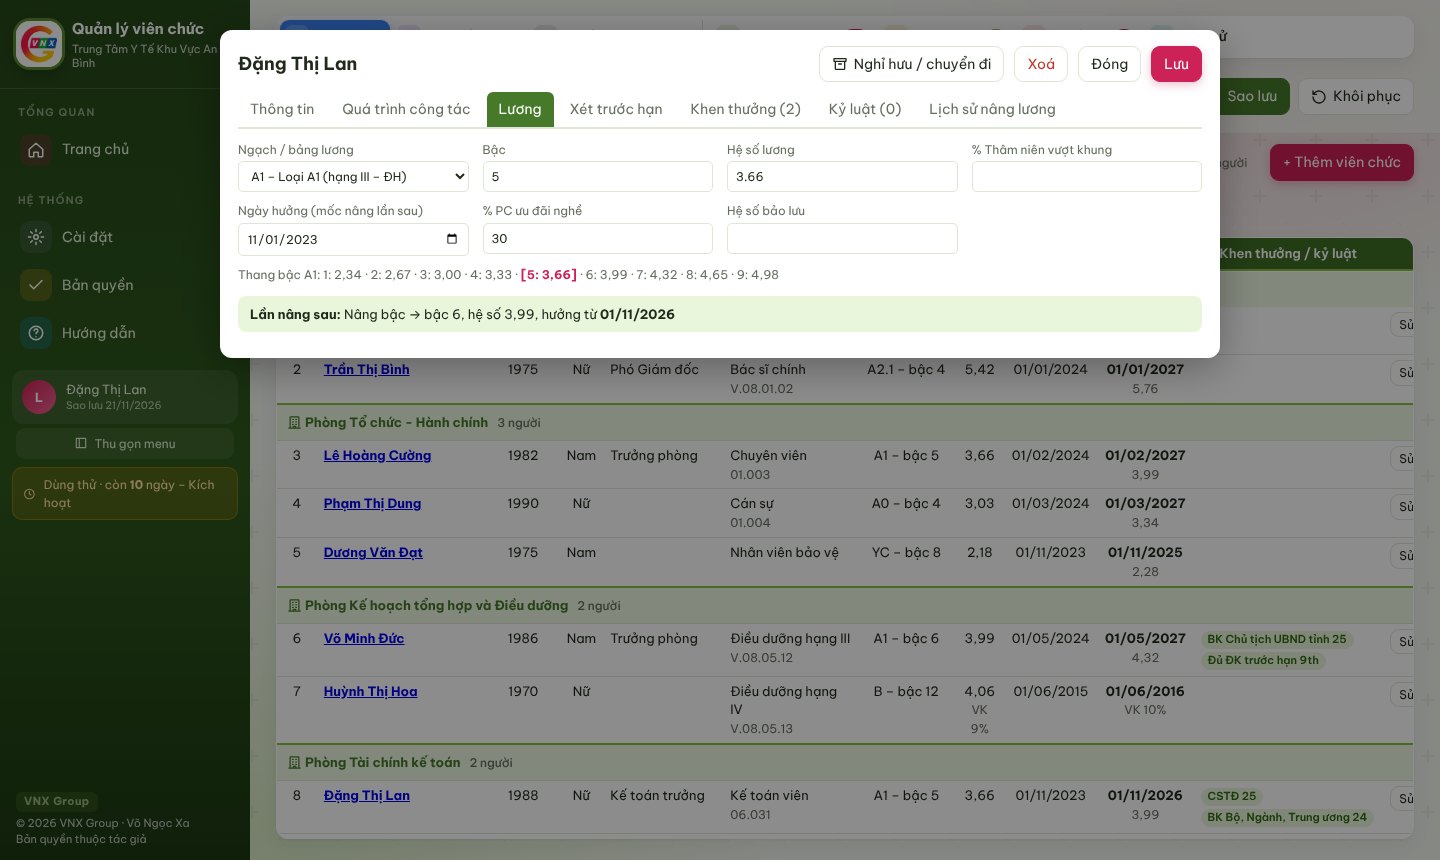 Quản lý viên chức
Trung Tâm Y Tế Khu Vực An
Bình
TỔNG QUAN
Trang chủ
HỆ THỐNG
Cài đặt
Bản quyền
Hướng dẫn
L
Đặng Thị Lan
Sao lưu 21/11/2026
Thu gọn menu
Dùng thử · còn 10 ngày – Kích
hoạt
VNX Group
© 2026 VNX Group · Võ Ngọc Xa
Bản quyền thuộc tác giả
Sao lưu
Khôi phục
người
+ Thêm viên chức
Đặng Thị Lan
Nghỉ hưu / chuyển đi
Xoá
Đóng
Lưu
Thông tin
Quá trình công tác
Lương
Xét trước hạn
Khen thưởng (2)
Kỷ luật (0)
Lịch sử nâng lương
Ngạch / bảng lương
Bậc
Hệ số lương
% Thâm niên vượt khung
A1 – Loại A1 (hạng III – ĐH)
5
3.66
Ngày hưởng (mốc nâng lần sau)
% PC ưu đãi nghề
Hệ số bảo lưu
11/01/2023
30
Thang bậc A1: 1: 2,34 · 2: 2,67 · 3: 3,00 · 4: 3,33 · [5: 3,66] · 6: 3,99 · 7: 4,32 · 8: 4,65 · 9: 4,98
Lần nâng sau: Nâng bậc → bậc 6, hệ số 3,99, hưởng từ 01/11/2026
Khen thưởng / kỷ luật
Sử
2 Trần Thị Bình 1975 Nữ Phó Giám đốc Bác sĩ chính A2.1 – bậc 4 5,42 01/01/2024 01/01/2027 Sử
V.08.01.02 5,76
Phòng Tổ chức - Hành chính 3 người
3 Lê Hoàng Cường 1982 Nam Trưởng phòng Chuyên viên A1 – bậc 5 3,66 01/02/2024 01/02/2027 Sử
01.003 3,99
4 Phạm Thị Dung 1990 Nữ Cán sự A0 – bậc 4 3,03 01/03/2024 01/03/2027 Sử
01.004 3,34
5 Dương Văn Đạt 1975 Nam Nhân viên bảo vệ YC – bậc 8 2,18 01/11/2023 01/11/2025 Sử
2,28
Phòng Kế hoạch tổng hợp và Điều dưỡng 2 người
6 Võ Minh Đức 1986 Nam Trưởng phòng Điều dưỡng hạng III A1 – bậc 6 3,99 01/05/2024 01/05/2027 BK Chủ tịch UBND tỉnh 25 Sử
V.08.05.12 4,32 Đủ ĐK trước hạn 9th
7 Huỳnh Thị Hoa 1970 Nữ Điều dưỡng hạng B – bậc 12 4,06 01/06/2015 01/06/2016 Sử
IV VK VK 10%
V.08.05.13 9%
Phòng Tài chính kế toán 2 người
8 Đặng Thị Lan 1988 Nữ Kế toán trưởng Kế toán viên A1 – bậc 5 3,66 01/11/2023 01/11/2026 CSTĐ 25 Sử
06.031 3,99 BK Bộ, Ngành, Trung ương 24